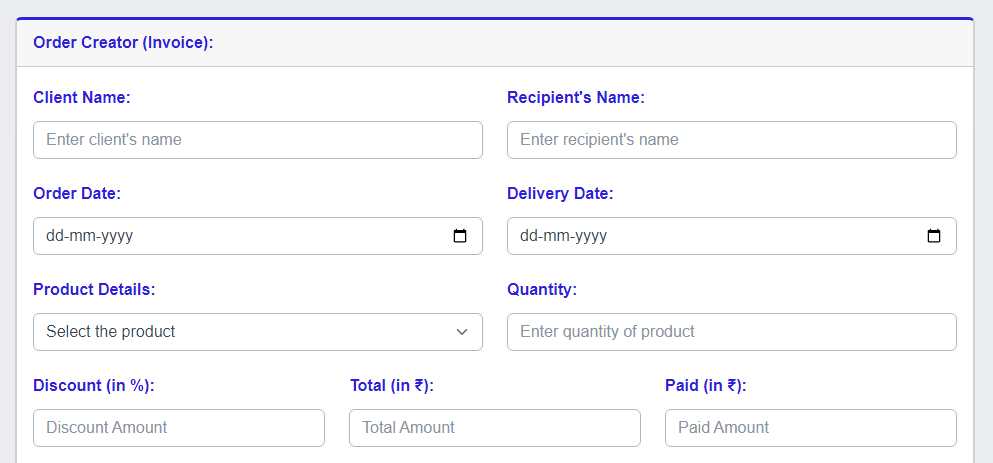 Order Creator (Invoice):
Client Name: Recipient's Name:
Enter client's name Enter recipient's name
Order Date: Delivery Date:
dd-mm-yyyy dd-mm-yyyy
Product Details: Quantity:
Select the product Enter quantity of product
Discount (in %): Total (in ₹): Paid (in ₹):
Discount Amount Total Amount Paid Amount